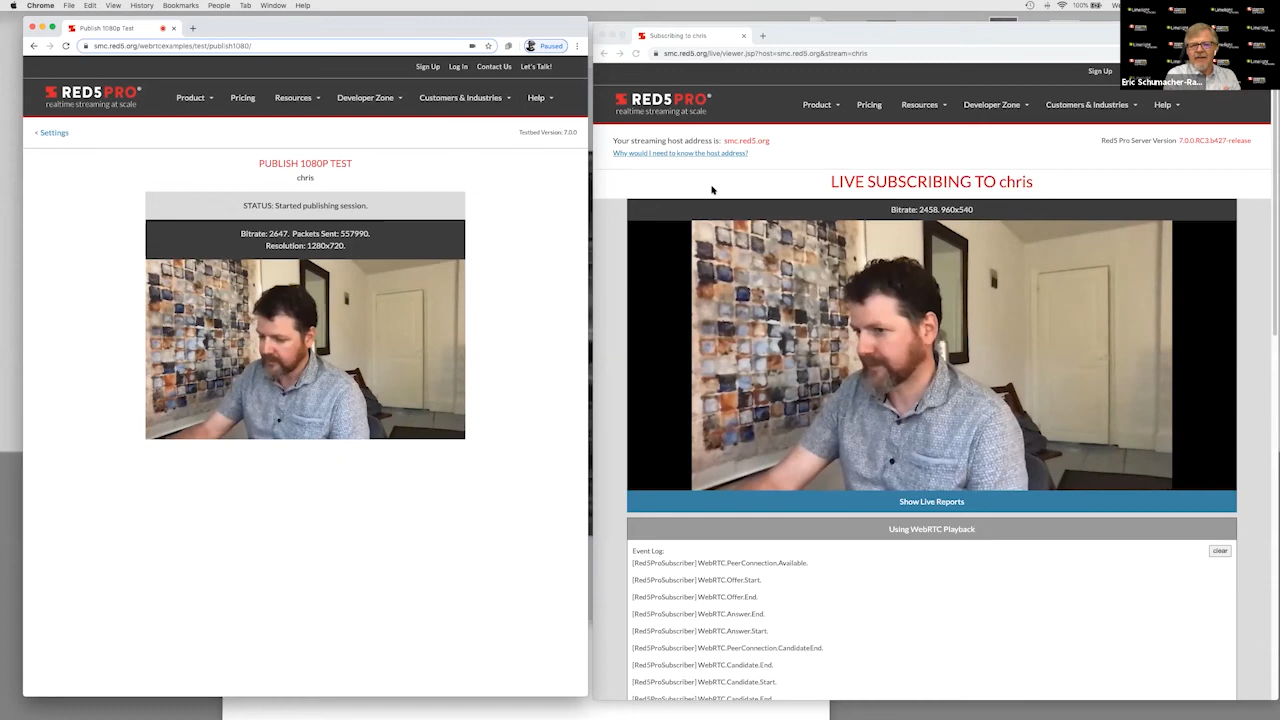 Chrome File Edit View History Bookmarks People Tab Window Help
100%
Publish 1080p Test
smc.red5.org/webrtcexamples/test/publish1080/
Paused
Sign Up Log In Contact Us Let's Talk!
RED5PRO
realtime streaming at scale
Product Pricing Resources Developer Zone Customers & Industries Help
< Settings
Testbed Version: 7.0.0
PUBLISH 1080P TEST
chris
STATUS: Started publishing session.
Bitrate: 2647. Packets Sent: 557990.
Resolution: 1280x720.
Subscribing to chris
smc.red5.org/live/viewer.jsp?host=smc.red5.org&stream=chris
Sign Up
RED5PRO
realtime streaming at scale
Product Pricing Resources Developer Zone Customers & Industries Help
Your streaming host address is: smc.red5.org
Why would I need to know the host address?
Red5 Pro Server Version 7.0.0.RC3.b427-release
LIVE SUBSCRIBING TO chris
Bitrate: 2458. 960x540
Show Live Reports
Using WebRTC Playback
Event Log:
clear
[Red5ProSubscriber] WebRTC.PeerConnection.Available.
[Red5ProSubscriber] WebRTC.Offer.Start.
[Red5ProSubscriber] WebRTC.Offer.End.
[Red5ProSubscriber] WebRTC.Answer.End.
[Red5ProSubscriber] WebRTC.Answer.Start.
[Red5ProSubscriber] WebRTC.PeerConnection.CandidateEnd.
[Red5ProSubscriber] WebRTC.Candidate.End.
[Red5ProSubscriber] WebRTC.Candidate.Start.
[Red5ProSubscriber] WebRTC.Candidate.End.
Eric Schumacher-Ra...